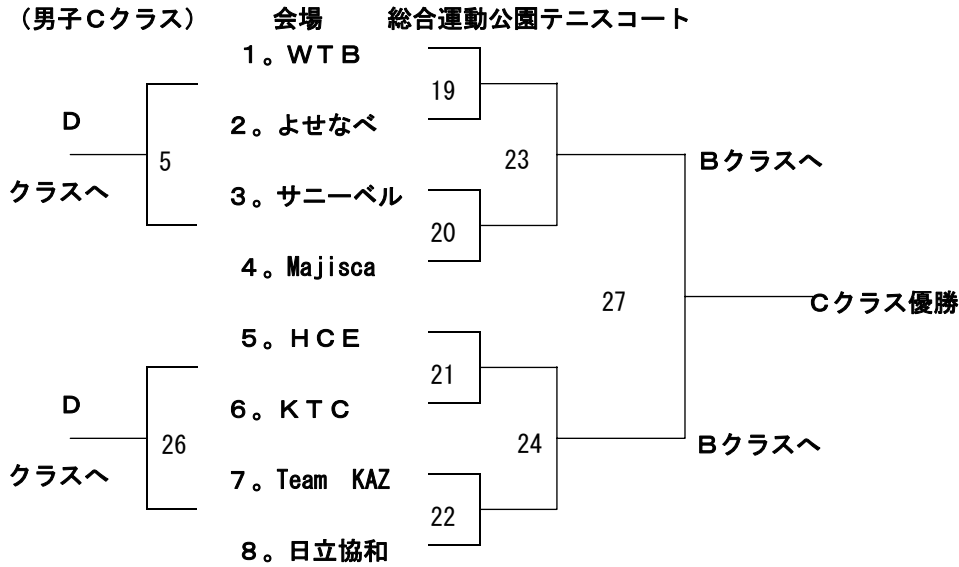 （男子Ｃクラス）　会場　総合運動公園テニスコート
１。ＷＴＢ
19
Ｄ
２。よせなべ
5
23
Ｂクラスへ
クラスへ
３。サニーベル
20
４。Majisca
27
Ｃクラス優勝
５。ＨＣＥ
21
Ｄ
６。ＫＴＣ
26
24
Ｂクラスへ
クラスへ
７。Team　KAZ
22
８。日立協和